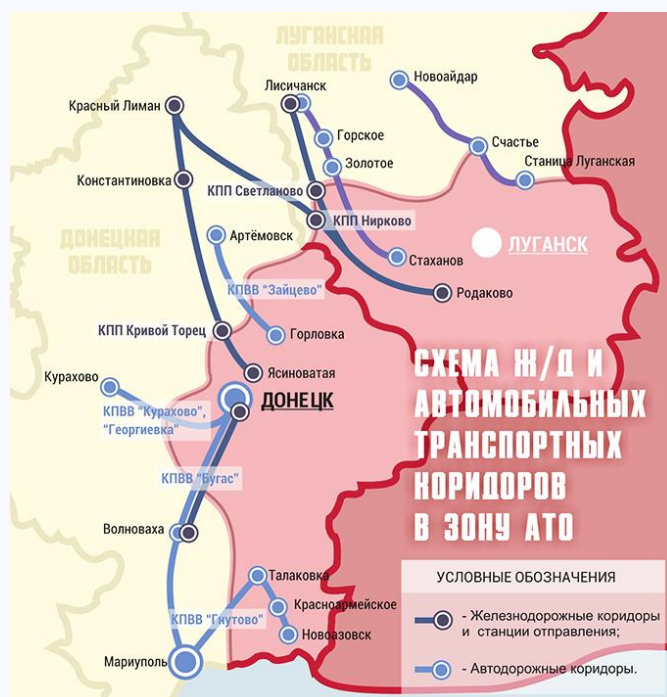 ЛУГАНСКАЯ
ОБЛАСТЬ
Новоайдар
Лисичанск
Красный Лиман
Горское
Счастье
Золотое
Станица Луганская
Константиновка
КПП Светланово
КПП Нирково
ДОНЕЦКАЯ
ОБЛАСТЬ
Артёмовск
ЛУГАНСК
Стаханов
КПВВ "Зайцево"
Родаково
КПП Кривой Торец
Горловка
Ясиноватая
Курахово
ДОНЕЦК
КПВВ "Курахово",
"Георгиевка"
КПВВ "Бугас"
Волноваха
Талаковка
Красноармейское
КПВВ "Гнутово"
Новоазовск
Мариуполь
СХЕМА Ж/Д И
АВТОМОБИЛЬНЫХ
ТРАНСПОРТНЫХ
КОРИДОРОВ
В ЗОНУ АТО
УСЛОВНЫЕ ОБОЗНАЧЕНИЯ
- Железнодорожные коридоры
и станции отправления;
- Автодорожные коридоры.